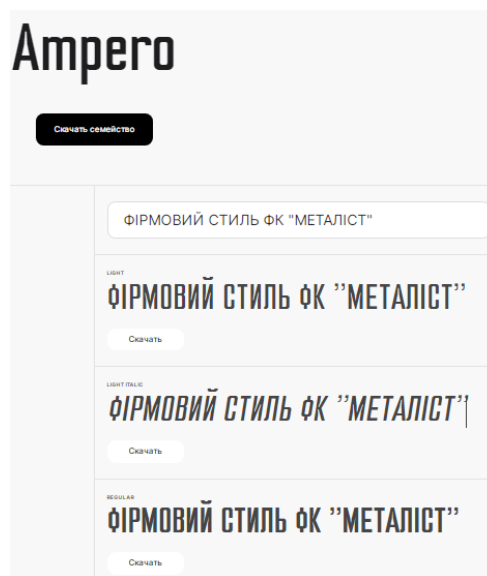 Ampero
Скачать семейство
ФІРМОВИЙ СТИЛЬ ФК "МЕТАЛІСТ"
LIGHT
ФІРМОВИЙ СТИЛЬ ФК ”МЕТАЛІСТ”
Скачать
LIGHT ITALIC
ФІРМОВИЙ СТИЛЬ ФК ”МЕТАЛІСТ”
Скачать
REGULAR
ФІРМОВИЙ СТИЛЬ ФК ”МЕТАЛІСТ”
Скачать